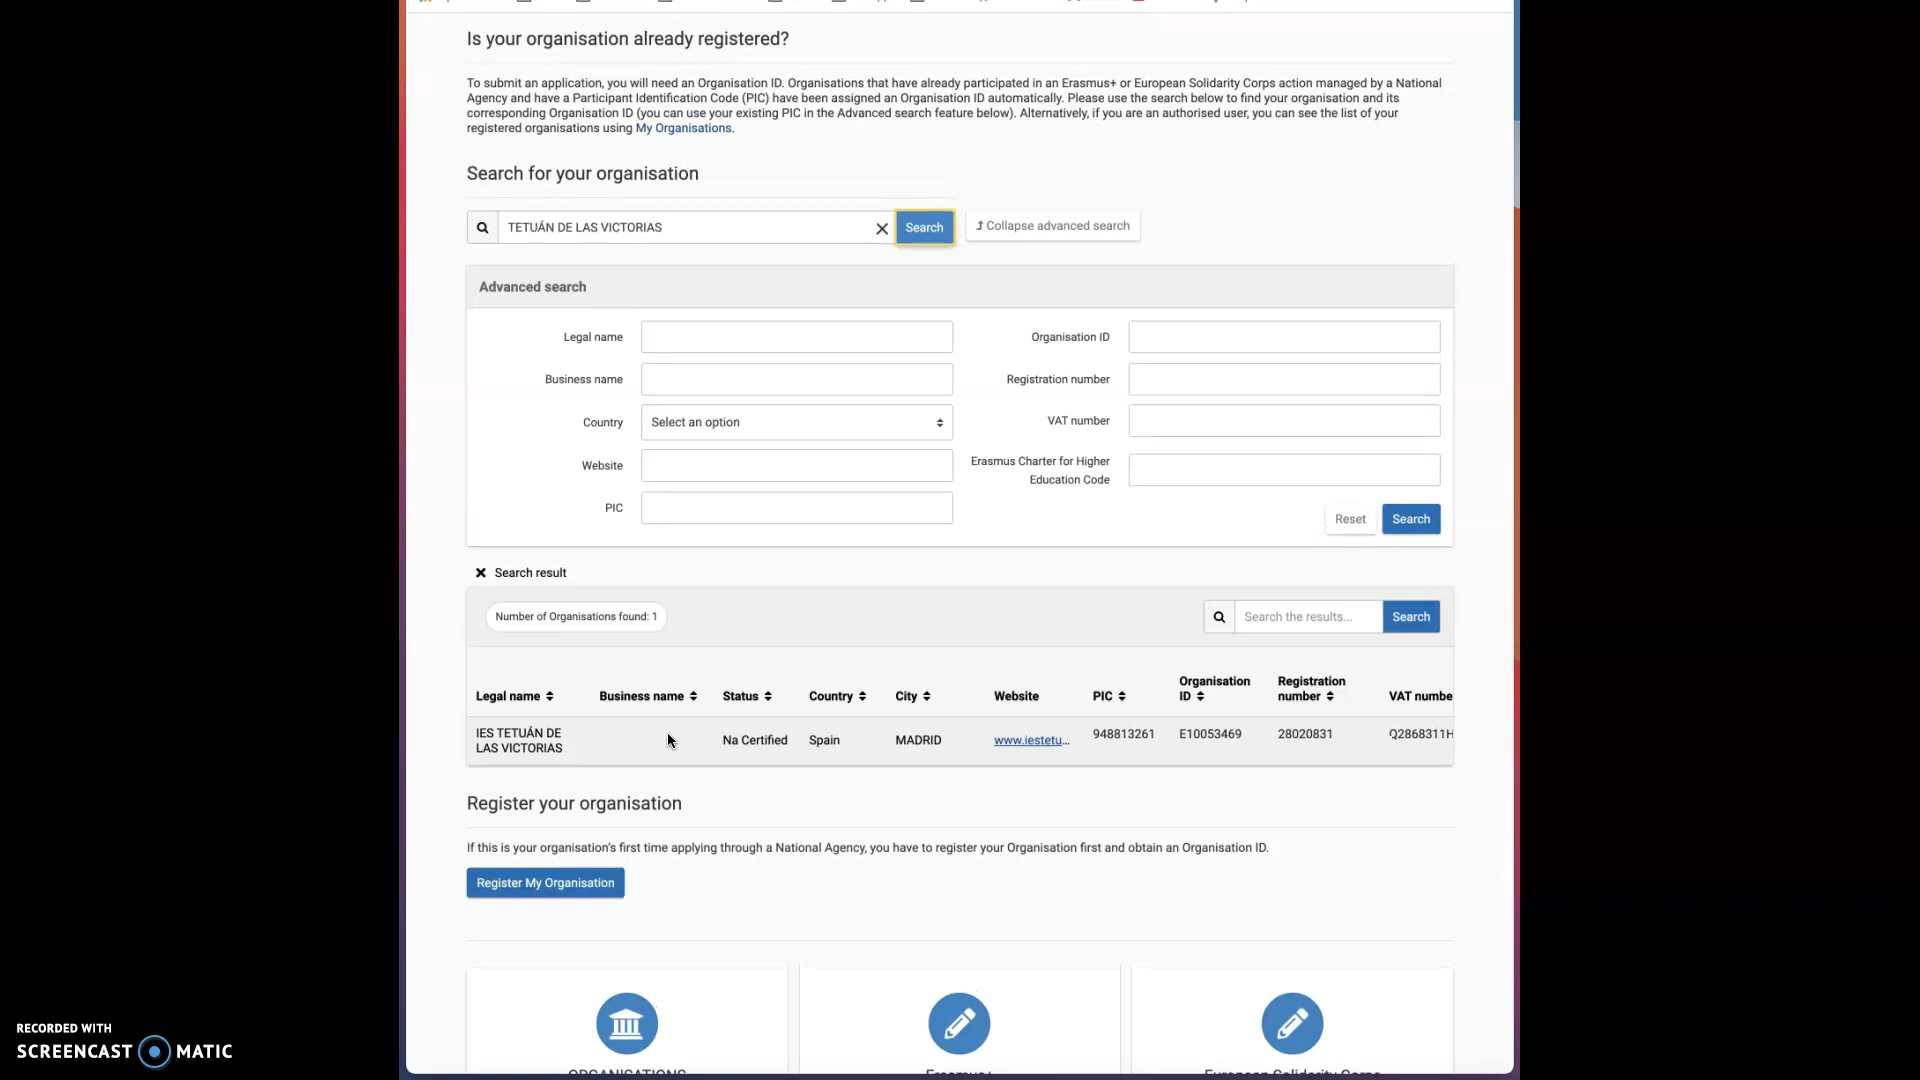 Is your organisation already registered?
To submit an application, you will need an Organisation ID. Organisations that have already participated in an Erasmus+ or European Solidarity Corps action managed by a National
Agency and have a Participant Identification Code (PIC) have been assigned an Organisation ID automatically. Please use the search below to find your organisation and its
corresponding Organisation ID (you can use your existing PIC in the Advanced search feature below). Alternatively, if you are an authorised user, you can see the list of your
registered organisations using My Organisations.
Search for your organisation
TETUÁN DE LAS VICTORIAS
Search
Collapse advanced search
Advanced search
Legal name
Organisation ID
Business name
Registration number
Country
Select an option
VAT number
Website
Erasmus Charter for Higher
Education Code
PIC
Reset
Search
Search result
Number of Organisations found: 1
Search the results...
Search
Legal name
Business name
Status
Country
City
Website
PIC
Organisation
ID
Registration
number
VAT numbe
IES TETUÁN DE
LAS VICTORIAS
Na Certified
Spain
MADRID
www.iestetu...
948813261
E10053469
28020831
Q2868311H
Register your organisation
If this is your organisation's first time applying through a National Agency, you have to register your Organisation first and obtain an Organisation ID.
Register My Organisation
ORGANISATIONS
Erasmus+
European Solidarity Corps
RECORDED WITH
SCREENCAST MATIC